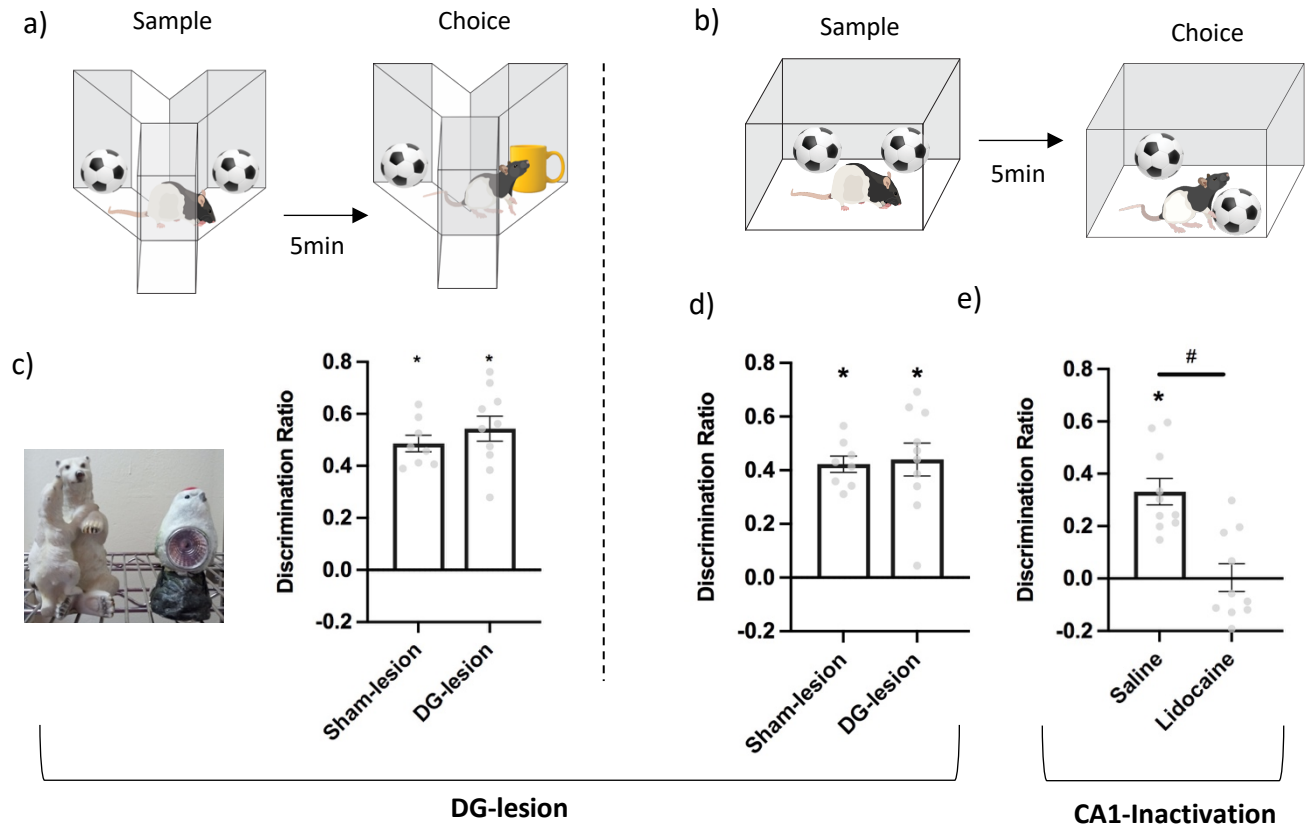 a)
Sample
Choice
5min
b)
Sample
Choice
5min
c)
Discrimination Ratio
0.8
0.6
0.4
0.2
0.0
-0.2
*
*
Sham-lesion
DG-lesion
d)
Discrimination Ratio
0.8
0.6
0.4
0.2
0.0
-0.2
*
*
Sham-lesion
DG-lesion
e)
Discrimination Ratio
0.8
0.6
0.4
0.2
0.0
-0.2
#
*
Saline
Lidocaine
DG-lesion
CA1-Inactivation